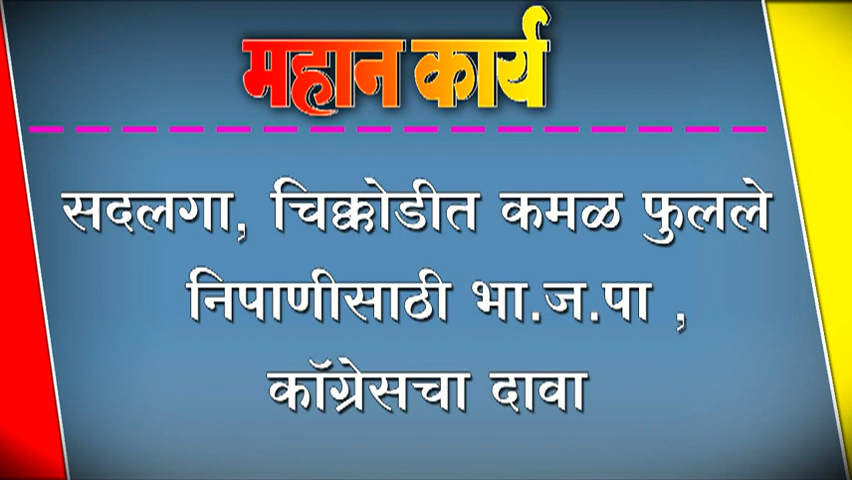 महान कार्य
सदलगा, चिक्कोडीत कमळ फुलले
निपाणीसाठी भा.ज.पा ,
कॉग्रेसचा दावा